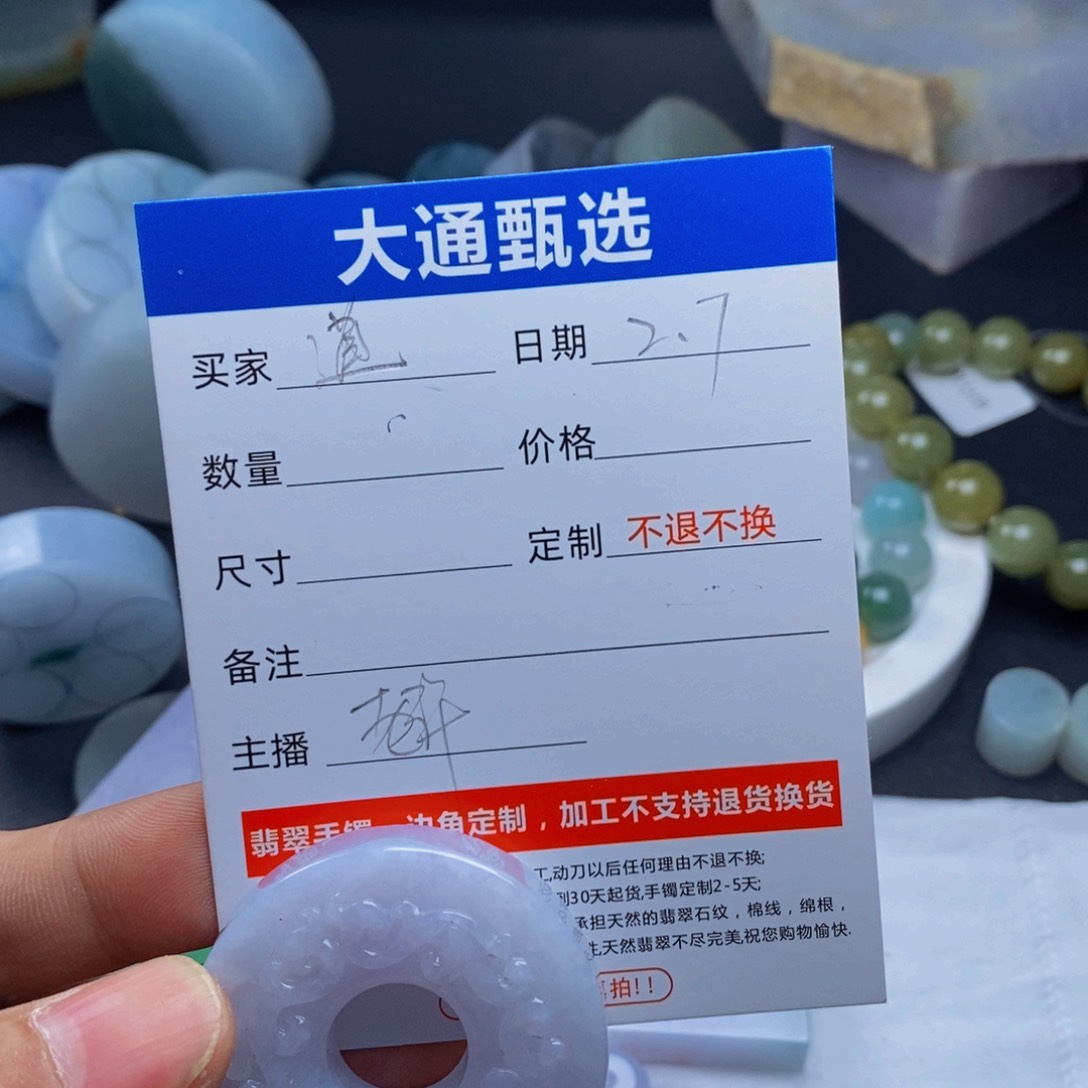 大通甄选
买家 日期 2.7
数量 价格
尺寸 定制 不退不换
备注
主播
翡翠手镯 边角定制，加工不支持退货换货
工,动刀以后任何理由不退不换;
到30天起货,手镯定制2-5天;
承担天然的翡翠石纹，棉线，绵根，
生,天然翡翠不尽完美,祝您购物愉快.
拍!!